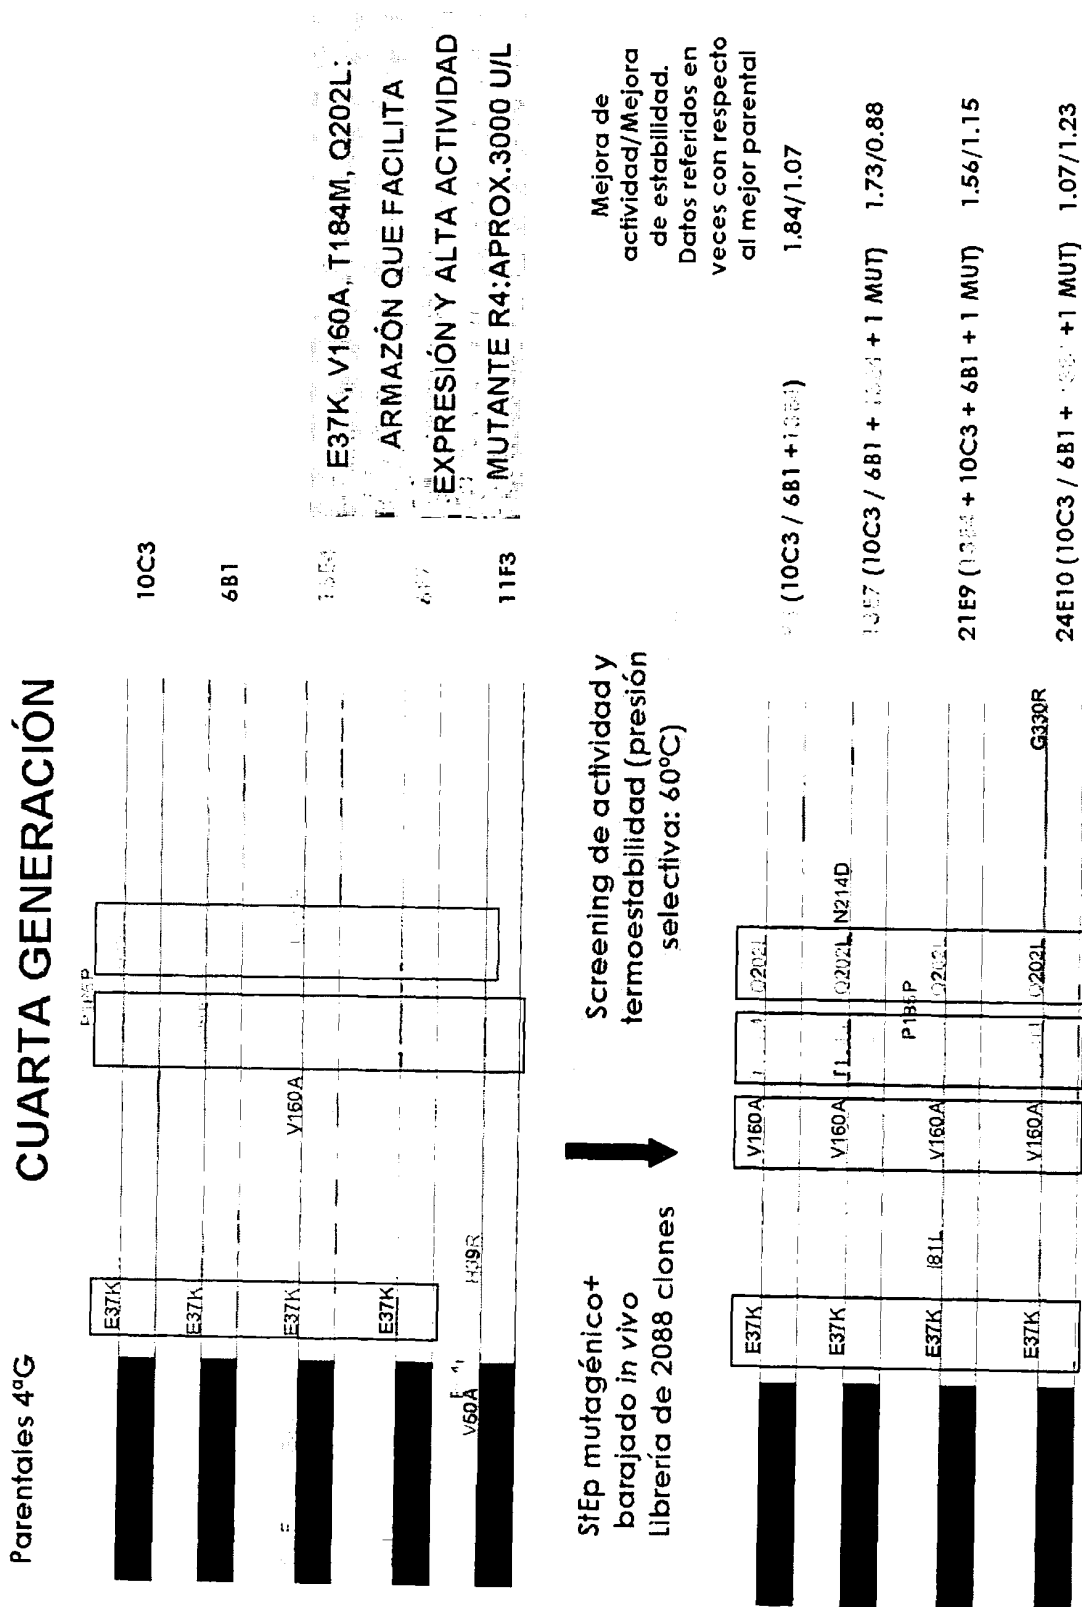 CUARTA GENERACIÓN
Parentales 4ªG
E37K
10C3
E37K
6B1
E37K
V160A
E37K
V60A
H39R
11F3
E37K, V160A, T184M, Q202L:
ARMAZÓN QUE FACILITA
EXPRESIÓN Y ALTA ACTIVIDAD
MUTANTE R4:APROX.3000 U/L
StEp mutagénico+
barajado in vivo
Librería de 2088 clones
Screening de actividad y
termoestabilidad (presión
selectiva: 60ºC)
Mejora de
actividad/Mejora
de estabilidad.
Datos referidos en
veces con respecto
al mejor parental
E37K
V160A
Q202L
(10C3 / 6B1 +
1.84/1.07
E37K
V160A
Q202L
N214D
13E7 (10C3 / 6B1 + + 1 MUT)
1.73/0.88
E37K
I81L
V160A
P185P
Q202L
21E9 ( + 10C3 + 6B1 + 1 MUT)
1.56/1.15
E37K
V160A
Q202L
G330R
24E10 (10C3 / 6B1 + +1 MUT)
1.07/1.23